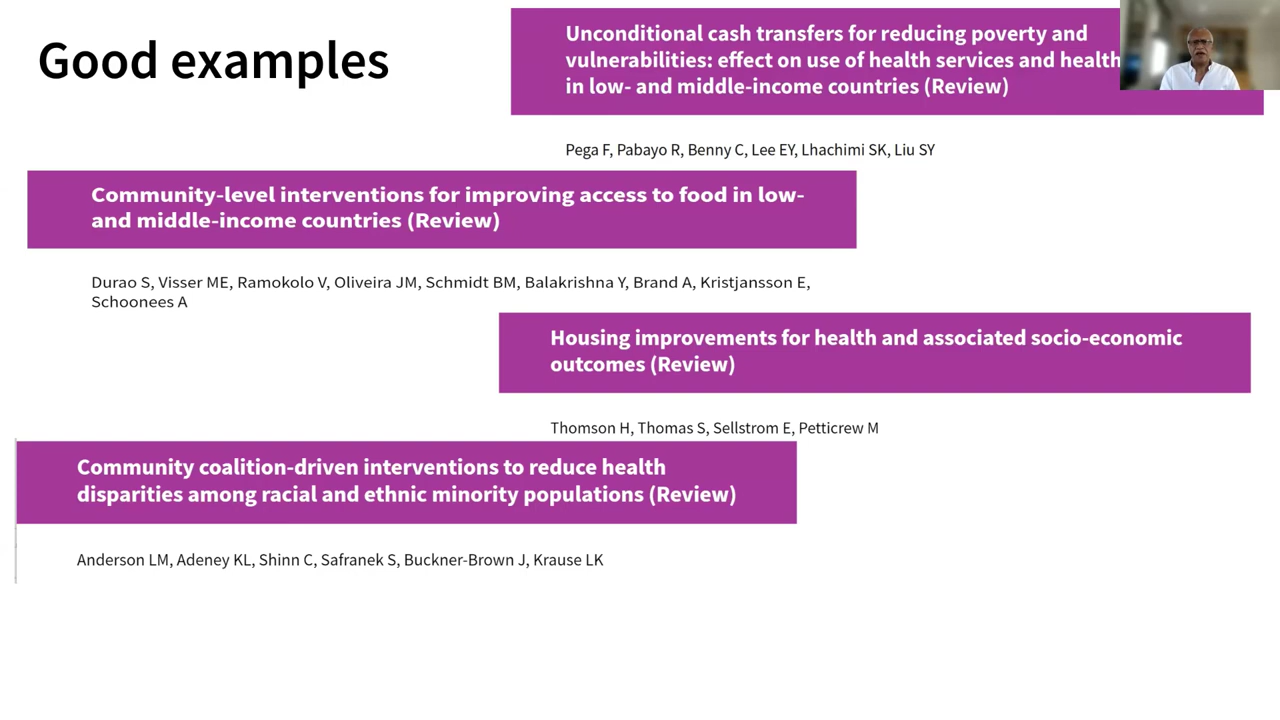 Good examples
Unconditional cash transfers for reducing poverty and
vulnerabilities: effect on use of health services and health
in low- and middle-income countries (Review)
Pega F, Pabayo R, Benny C, Lee EY, Lhachimi SK, Liu SY
Community-level interventions for improving access to food in low-
and middle-income countries (Review)
Durao S, Visser ME, Ramokolo V, Oliveira JM, Schmidt BM, Balakrishna Y, Brand A, Kristjansson E,
Schoonees A
Housing improvements for health and associated socio-economic
outcomes (Review)
Thomson H, Thomas S, Sellstrom E, Petticrew M
Community coalition-driven interventions to reduce health
disparities among racial and ethnic minority populations (Review)
Anderson LM, Adeney KL, Shinn C, Safranek S, Buckner-Brown J, Krause LK